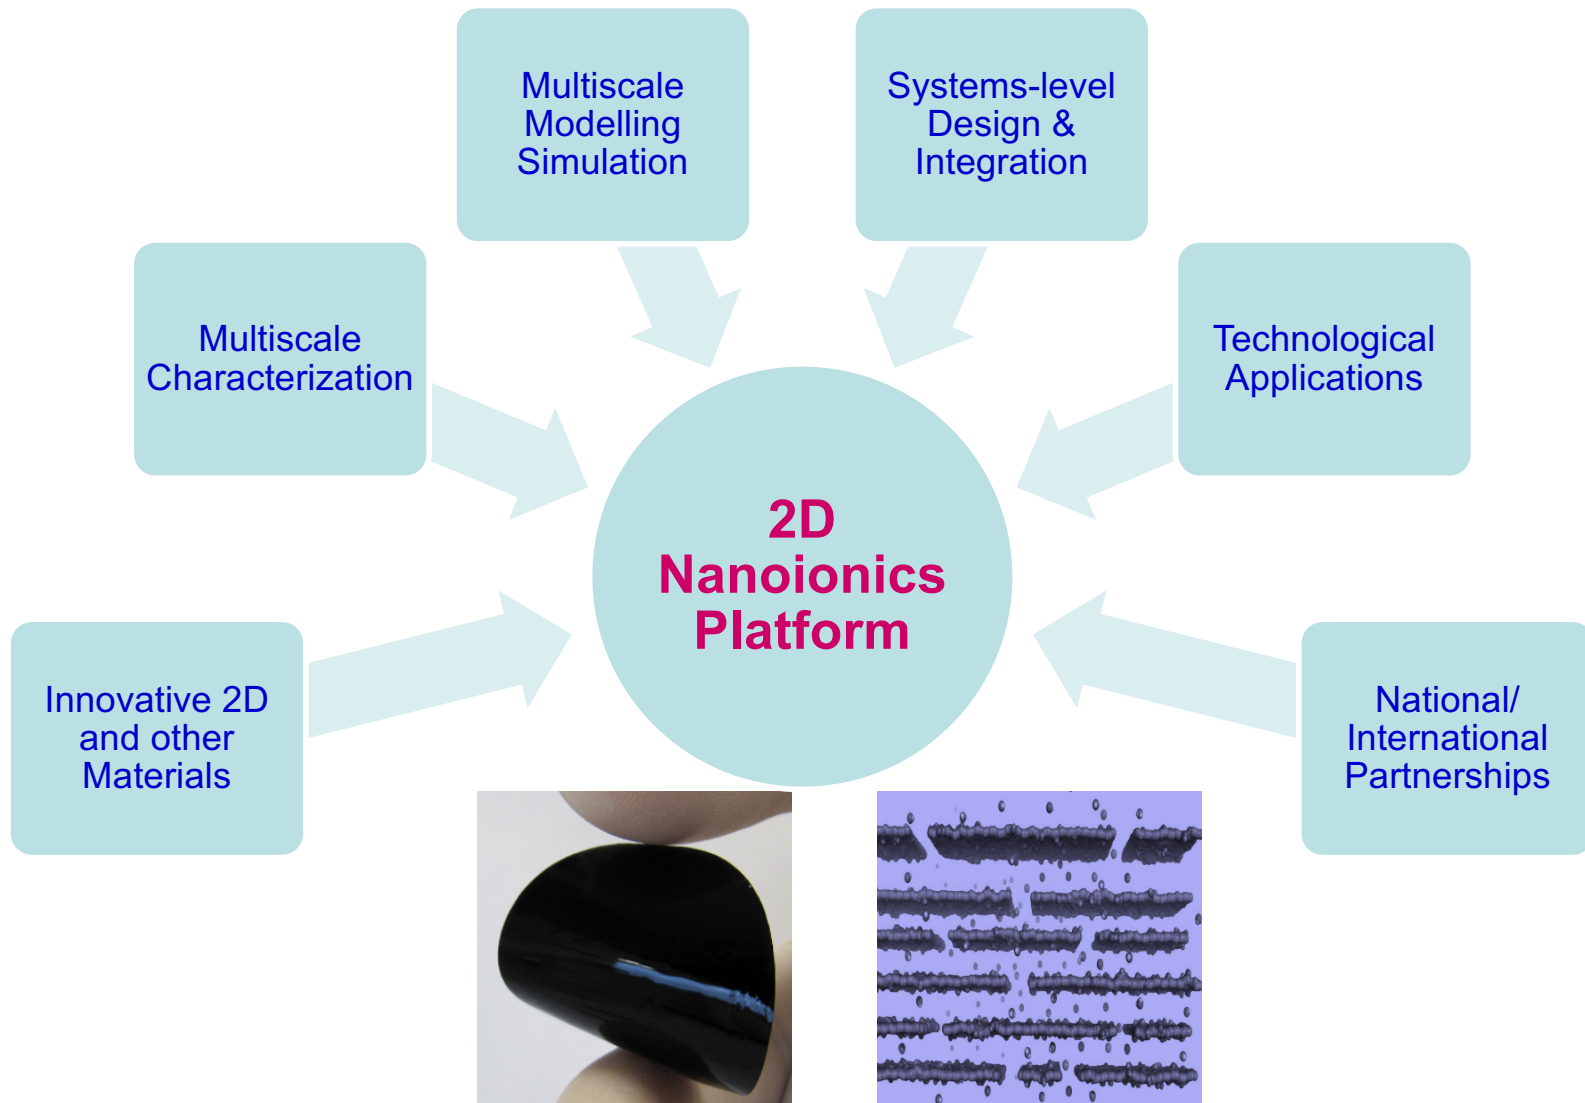 Multiscale
Modelling
Simulation
Systems-level
Design &
Integration
Multiscale
Characterization
Technological
Applications
2D
Nanoionics
Platform
Innovative 2D
and other
Materials
National/
International
Partnerships